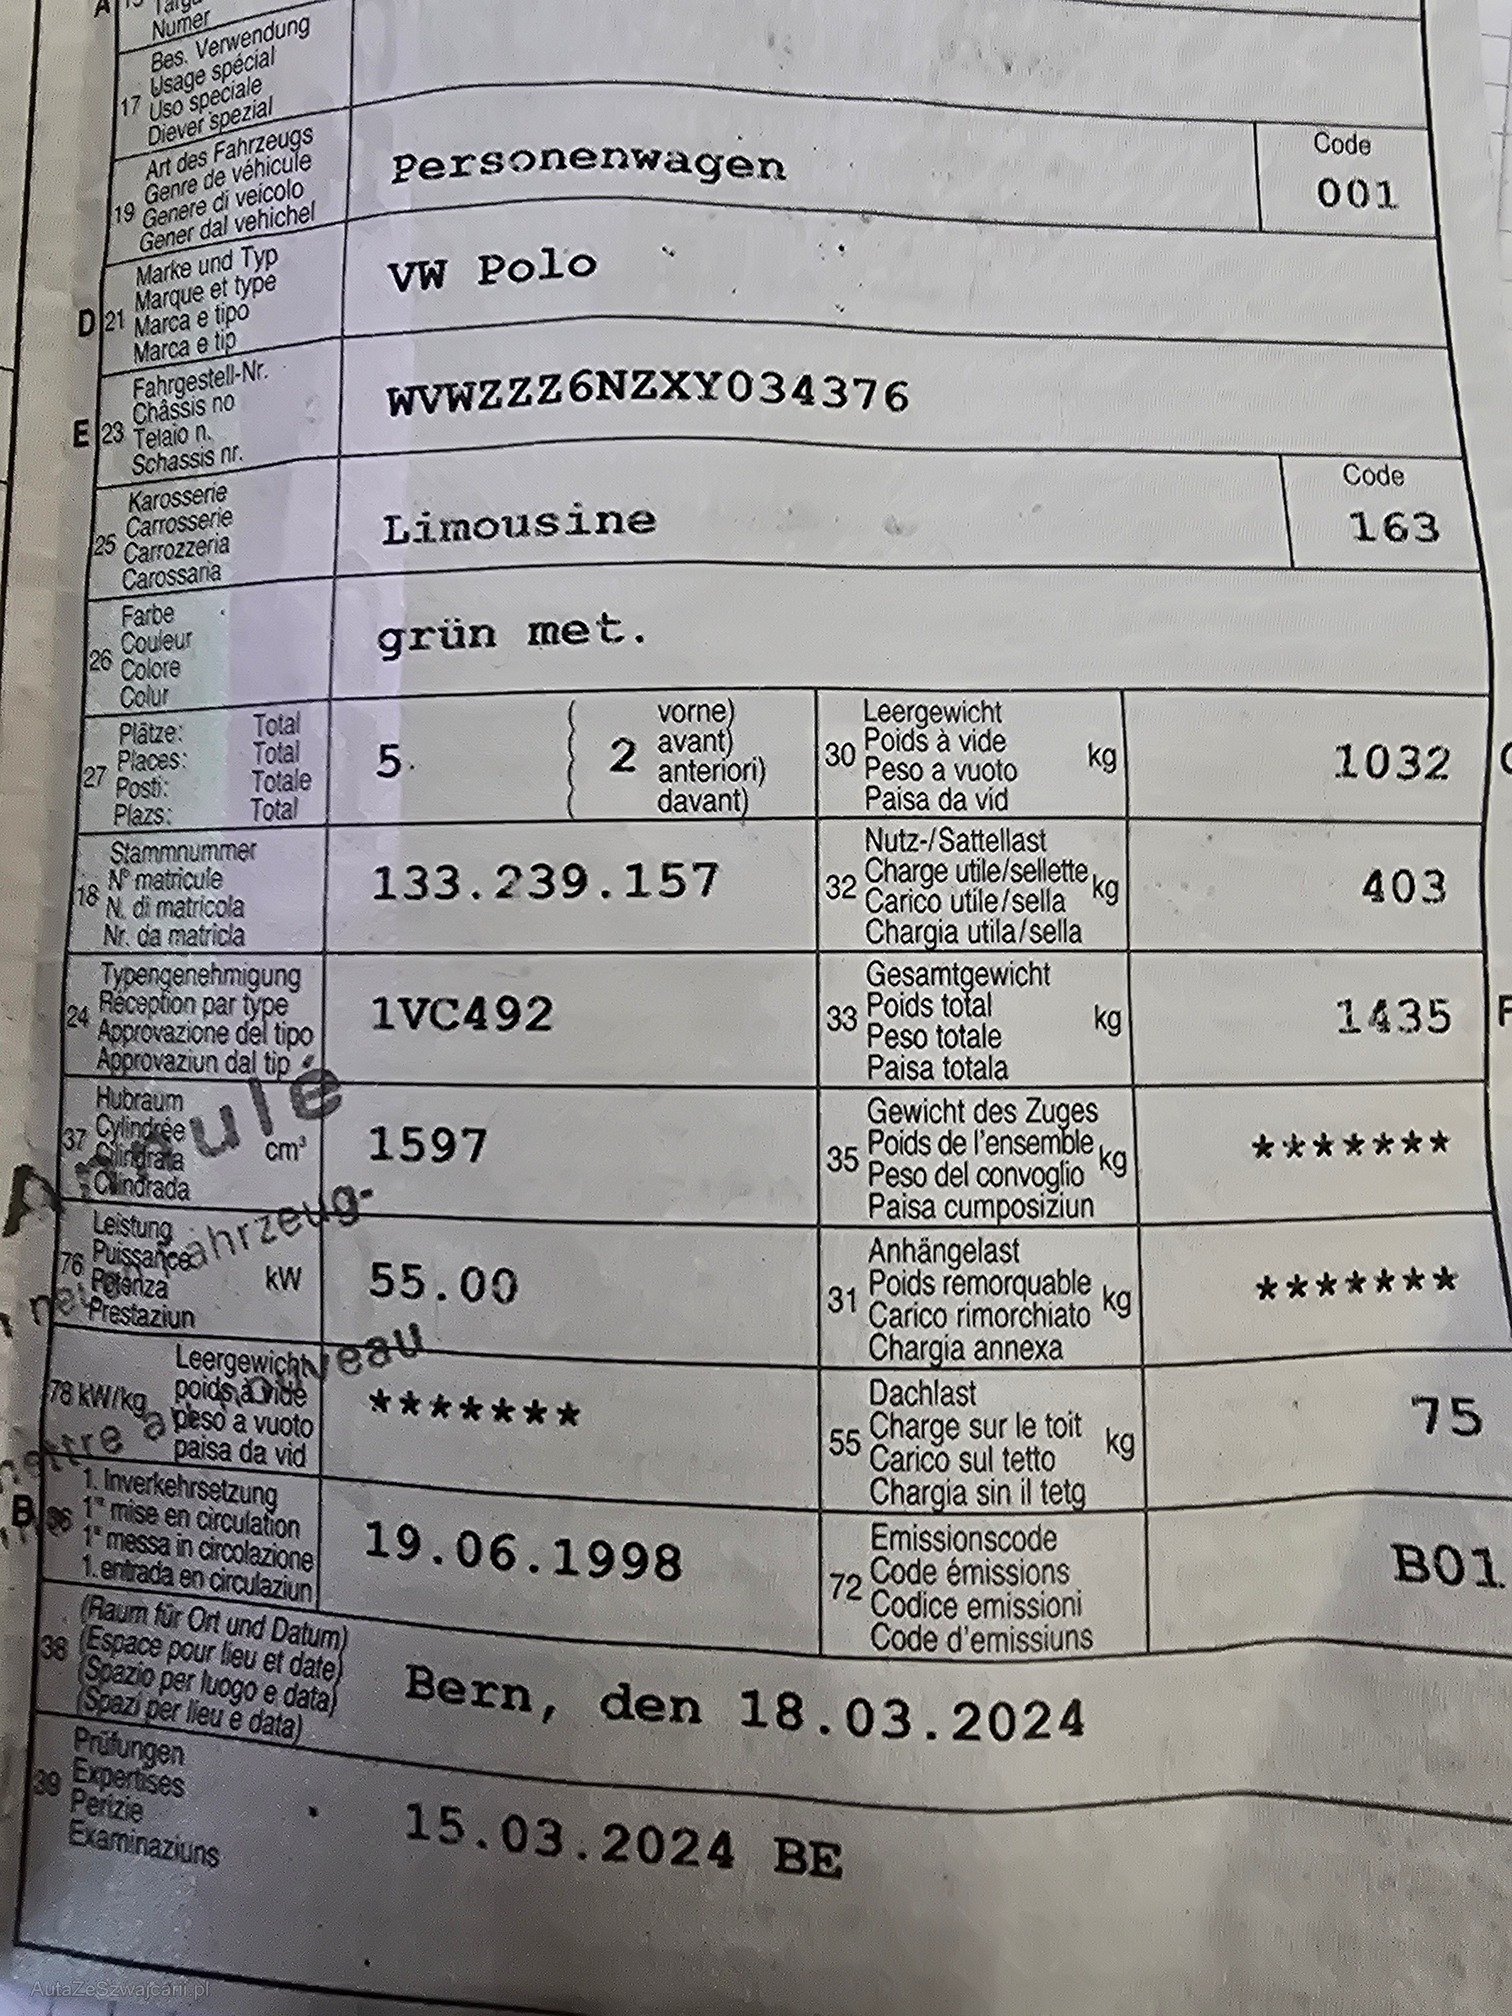 A 15 Targa
Numer
17 Bes. Verwendung
Usage spécial
Uso speciale
Diever spezial
19 Art des Fahrzeugs
Genre de véhicule
Genere di veicolo
Gener dal vehichel
Personenwagen
Code
001
D 21 Marke und Typ
Marque et type
Marca e tipo
Marca e tip
VW Polo
E 23 Fahrgestell-Nr.
Châssis no
Telaio n.
Schassis nr.
WVWZZZ6NZXY034376
25 Karosserie
Carrosserie
Carrozzeria
Carossaria
Limousine
Code
163
26 Farbe
Couleur
Colore
Colur
grün met.
27 Plätze: Total
Places: Total
Posti: Totale
Plazs: Total
5
( 2 vorne)
( avant)
( anteriori)
( davant)
30 Leergewicht
Poids à vide
Peso a vuoto
Paisa da vid
kg
1032
18 Stammnummer
N° matricule
N. di matricola
Nr. da matricla
133.239.157
32 Nutz-/Sattellast
Charge utile/sellette
Carico utile/sella
Chargia utila/sella
kg
403
24 Typengenehmigung
Réception par type
Approvazione del tipo
Approvaziun dal tip
1VC492
33 Gesamtgewicht
Poids total
Peso totale
Paisa totala
kg
1435
F
37 Hubraum
Cylindrée
Cilindrata
Cilindrada
cm³
1597
35 Gewicht des Zuges
Poids de l'ensemble
Peso del convoglio
Paisa cumposiziun
kg
*******
76 Leistung
Puissance
Potenza
Prestaziun
kW
55.00
31 Anhängelast
Poids remorquable
Carico rimorchiato
Chargia annexa
kg
*******
78 kW/kg Leergewicht
poids à vide
peso a vuoto
paisa da vid
*******
55 Dachlast
Charge sur le toit
Carico sul tetto
Chargia sin il tetg
kg
75
B 36 1. Inverkehrsetzung
1re mise en circulation
1a messa in circolazione
1. entrada en circulaziun
19.06.1998
72 Emissionscode
Code émissions
Codice emissioni
Code d'emissiuns
B01
38 (Raum für Ort und Datum)
(Espace pour lieu et date)
(Spazio per luogo e data)
(Spazi per lieu e data)
Bern, den 18.03.2024
39 Prüfungen
Expertises
Perizie
Examinaziuns
15.03.2024 BE
Annulé
AutaZeSzwajcarii.pl